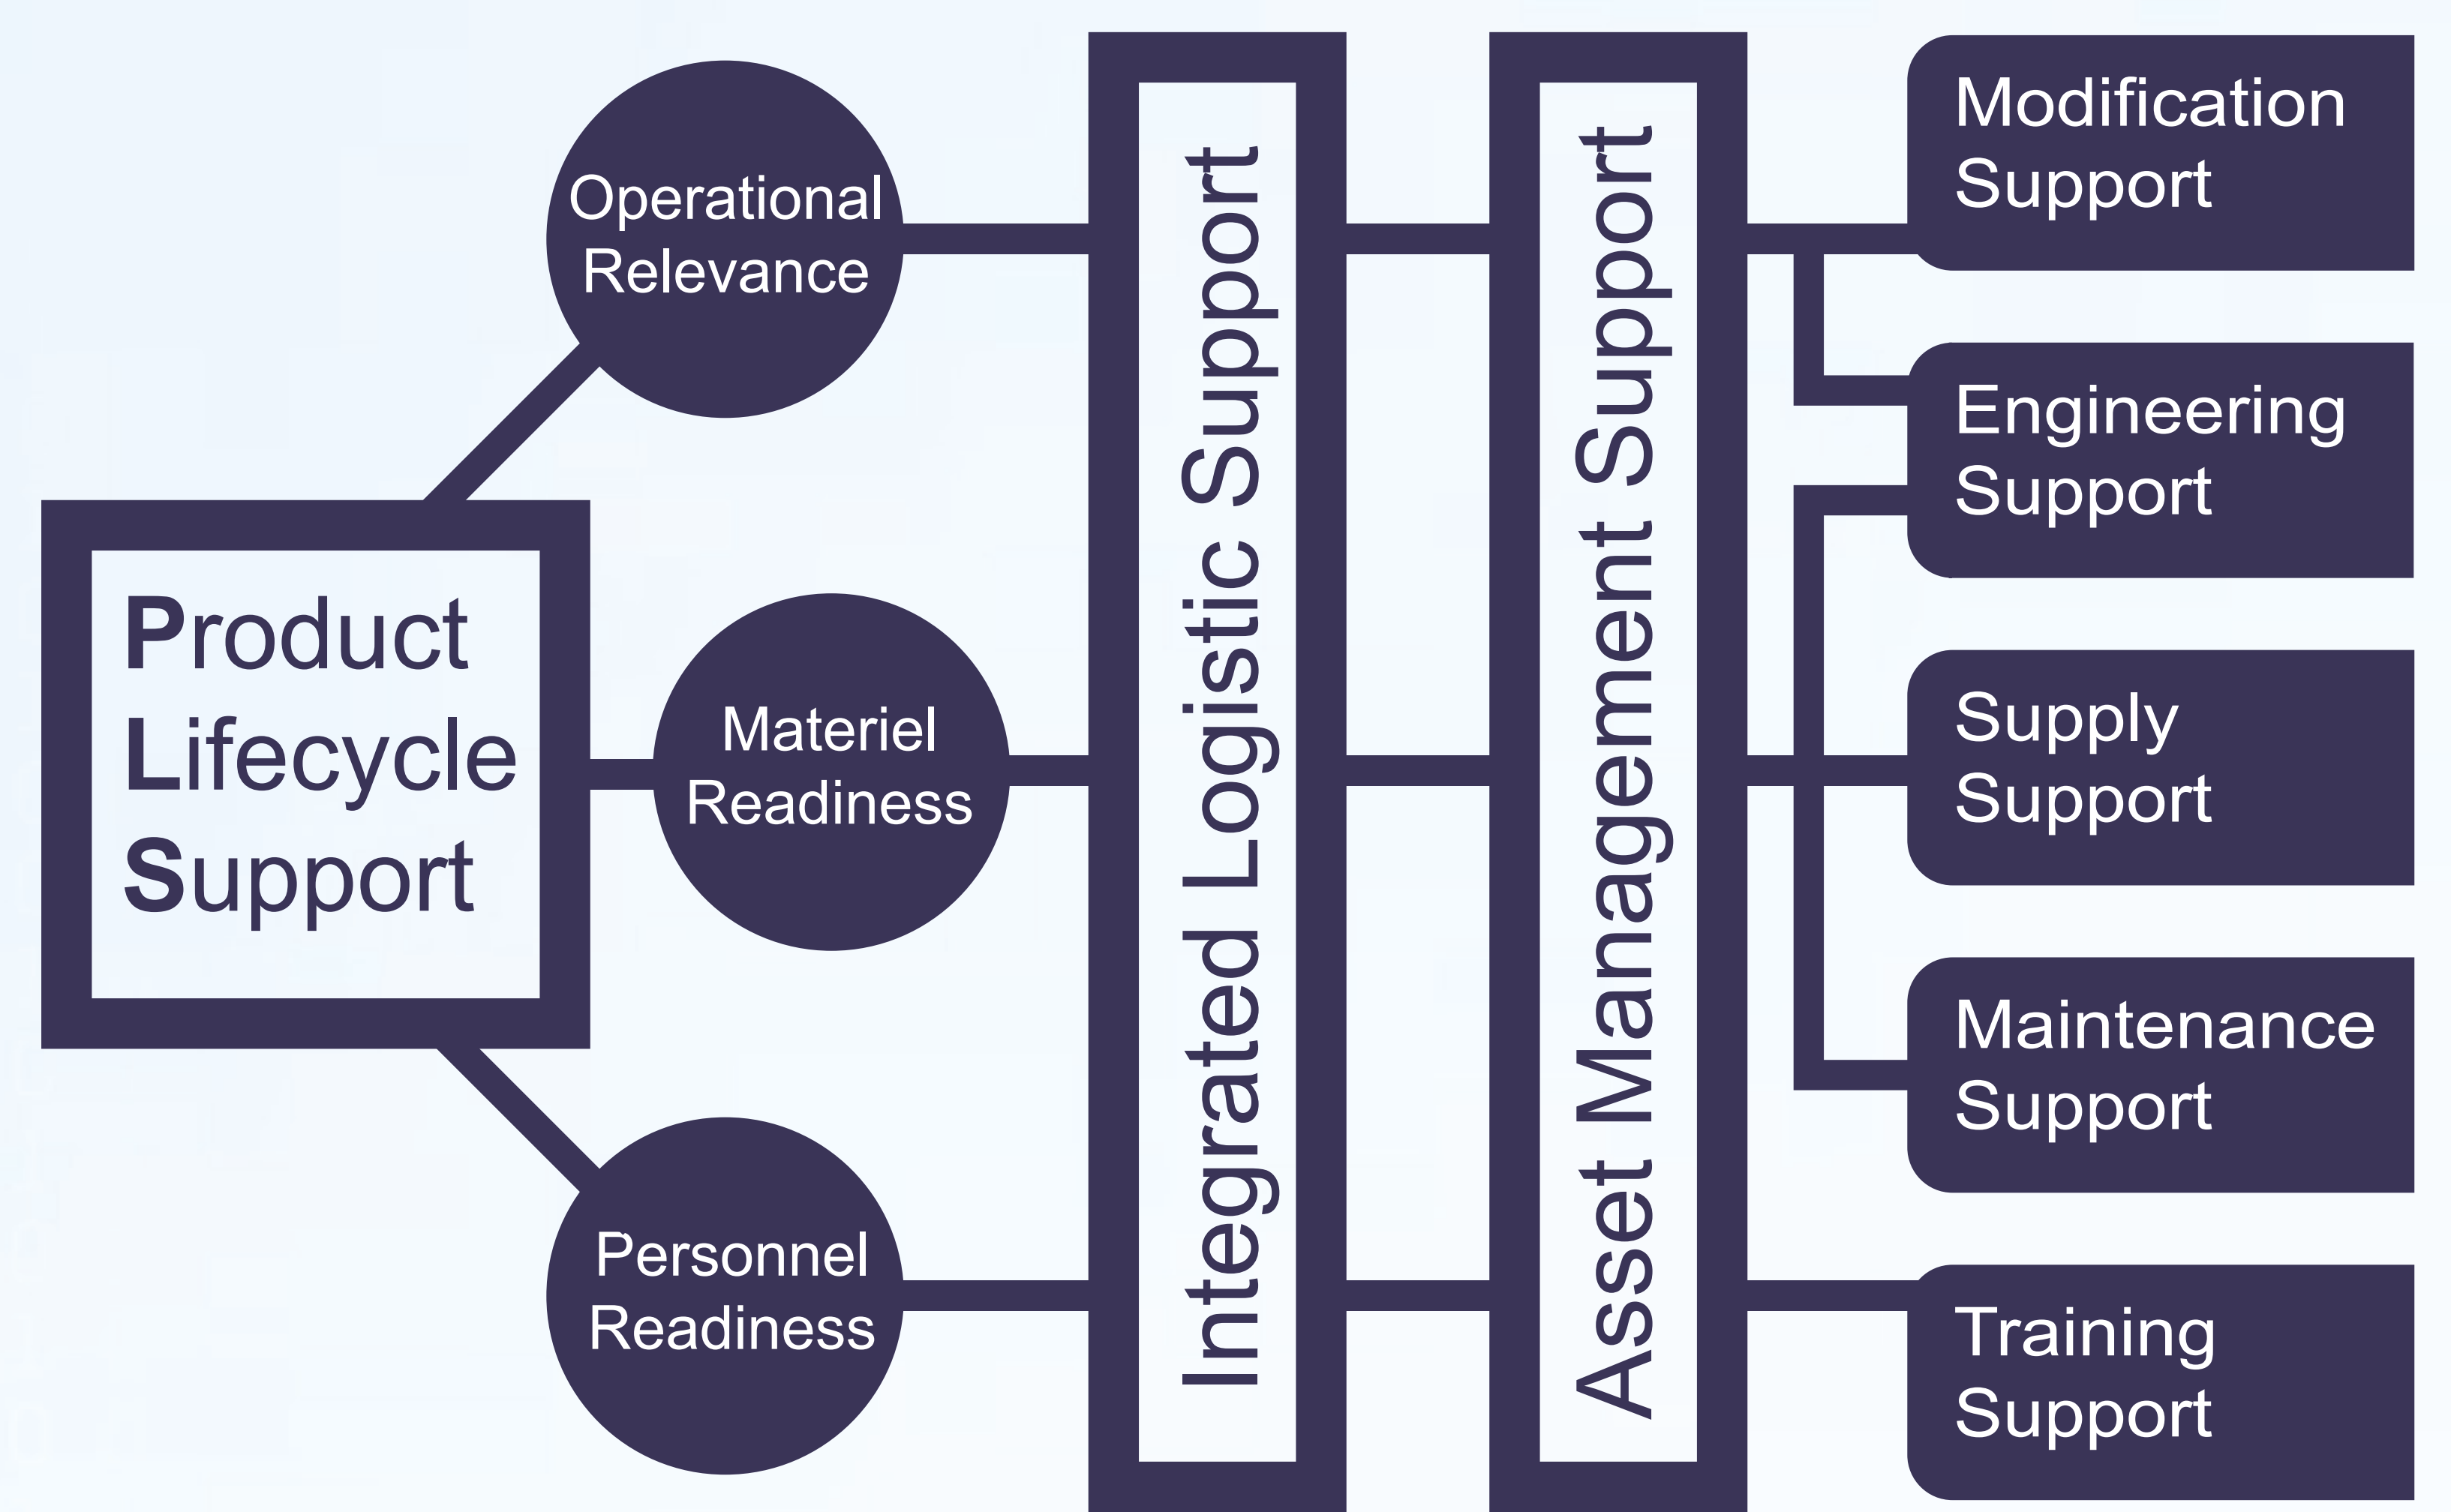 Product
Lifecycle
Support
Operational
Relevance
Materiel
Readiness
Personnel
Readiness
Integrated Logistic Support
Asset Management Support
Modification
Support
Engineering
Support
Supply
Support
Maintenance
Support
Training
Support